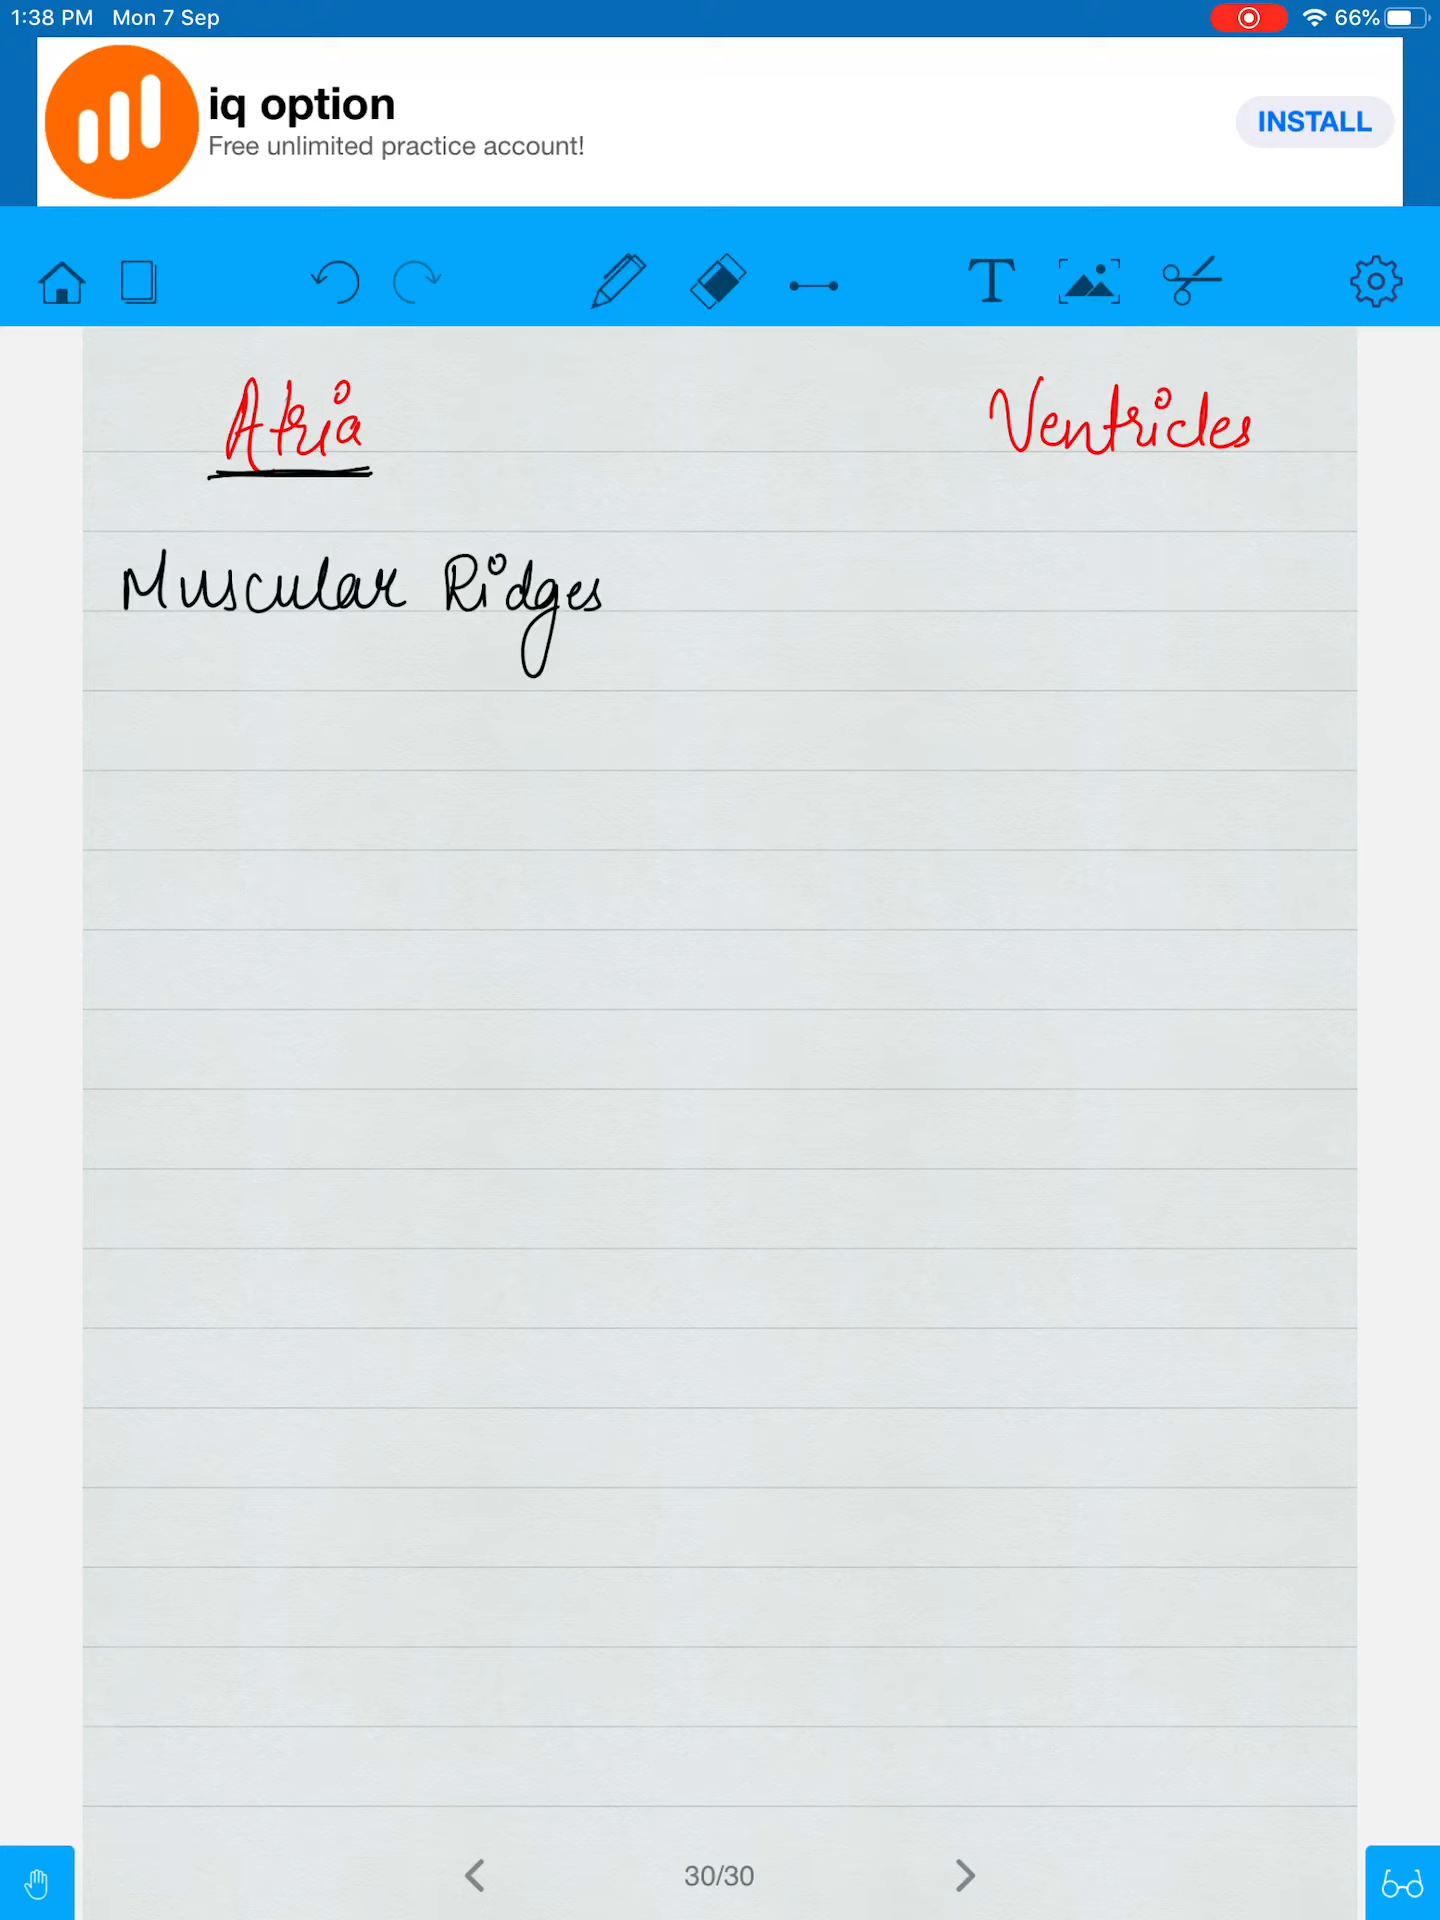 1:38 PM Mon 7 Sep 66%
iq option
Free unlimited practice account!
INSTALL
T
Atria Ventricles
Muscular Ridges
30/30